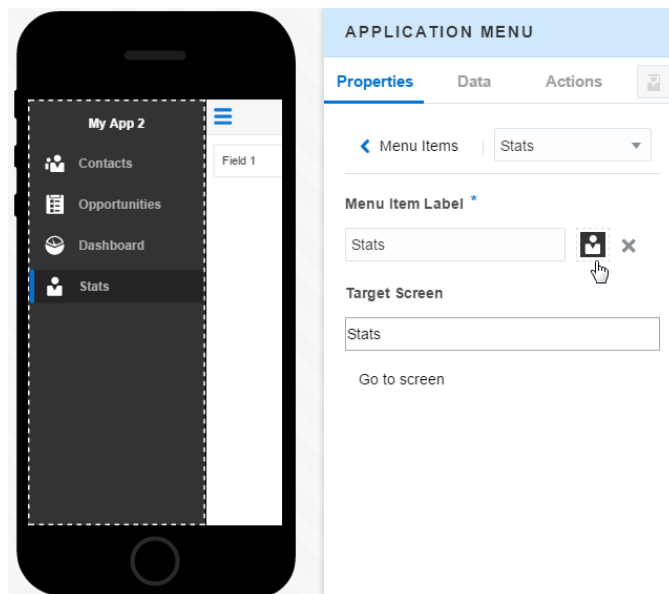 My App 2
Contacts
Opportunities
Dashboard
Stats
Field 1
APPLICATION MENU
Properties Data Actions
Menu Items | Stats
Menu Item Label *
Stats
Target Screen
Stats
Go to screen